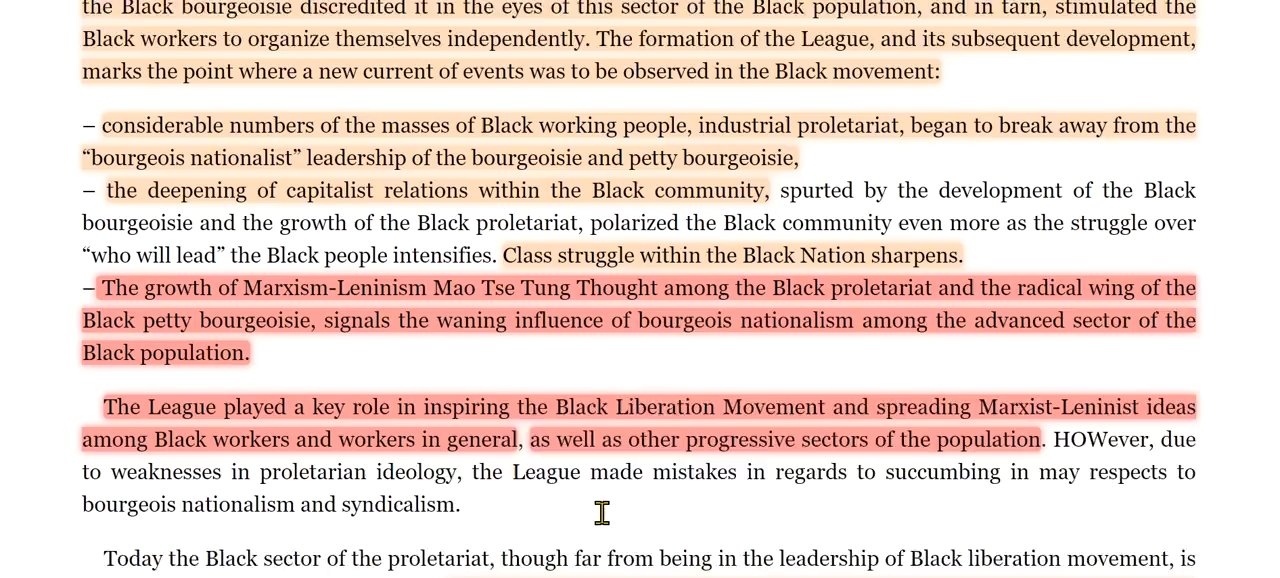 the Black bourgeoisie discredited it in the eyes of this sector of the Black population, and in tarn, stimulated the
Black workers to organize themselves independently. The formation of the League, and its subsequent development,
marks the point where a new current of events was to be observed in the Black movement:
– considerable numbers of the masses of Black working people, industrial proletariat, began to break away from the
“bourgeois nationalist” leadership of the bourgeoisie and petty bourgeoisie,
– the deepening of capitalist relations within the Black community, spurted by the development of the Black
bourgeoisie and the growth of the Black proletariat, polarized the Black community even more as the struggle over
“who will lead” the Black people intensifies. Class struggle within the Black Nation sharpens.
– The growth of Marxism-Leninism Mao Tse Tung Thought among the Black proletariat and the radical wing of the
Black petty bourgeoisie, signals the waning influence of bourgeois nationalism among the advanced sector of the
Black population.
The League played a key role in inspiring the Black Liberation Movement and spreading Marxist-Leninist ideas
among Black workers and workers in general, as well as other progressive sectors of the population. HOWever, due
to weaknesses in proletarian ideology, the League made mistakes in regards to succumbing in may respects to
bourgeois nationalism and syndicalism.
Today the Black sector of the proletariat, though far from being in the leadership of Black liberation movement, is